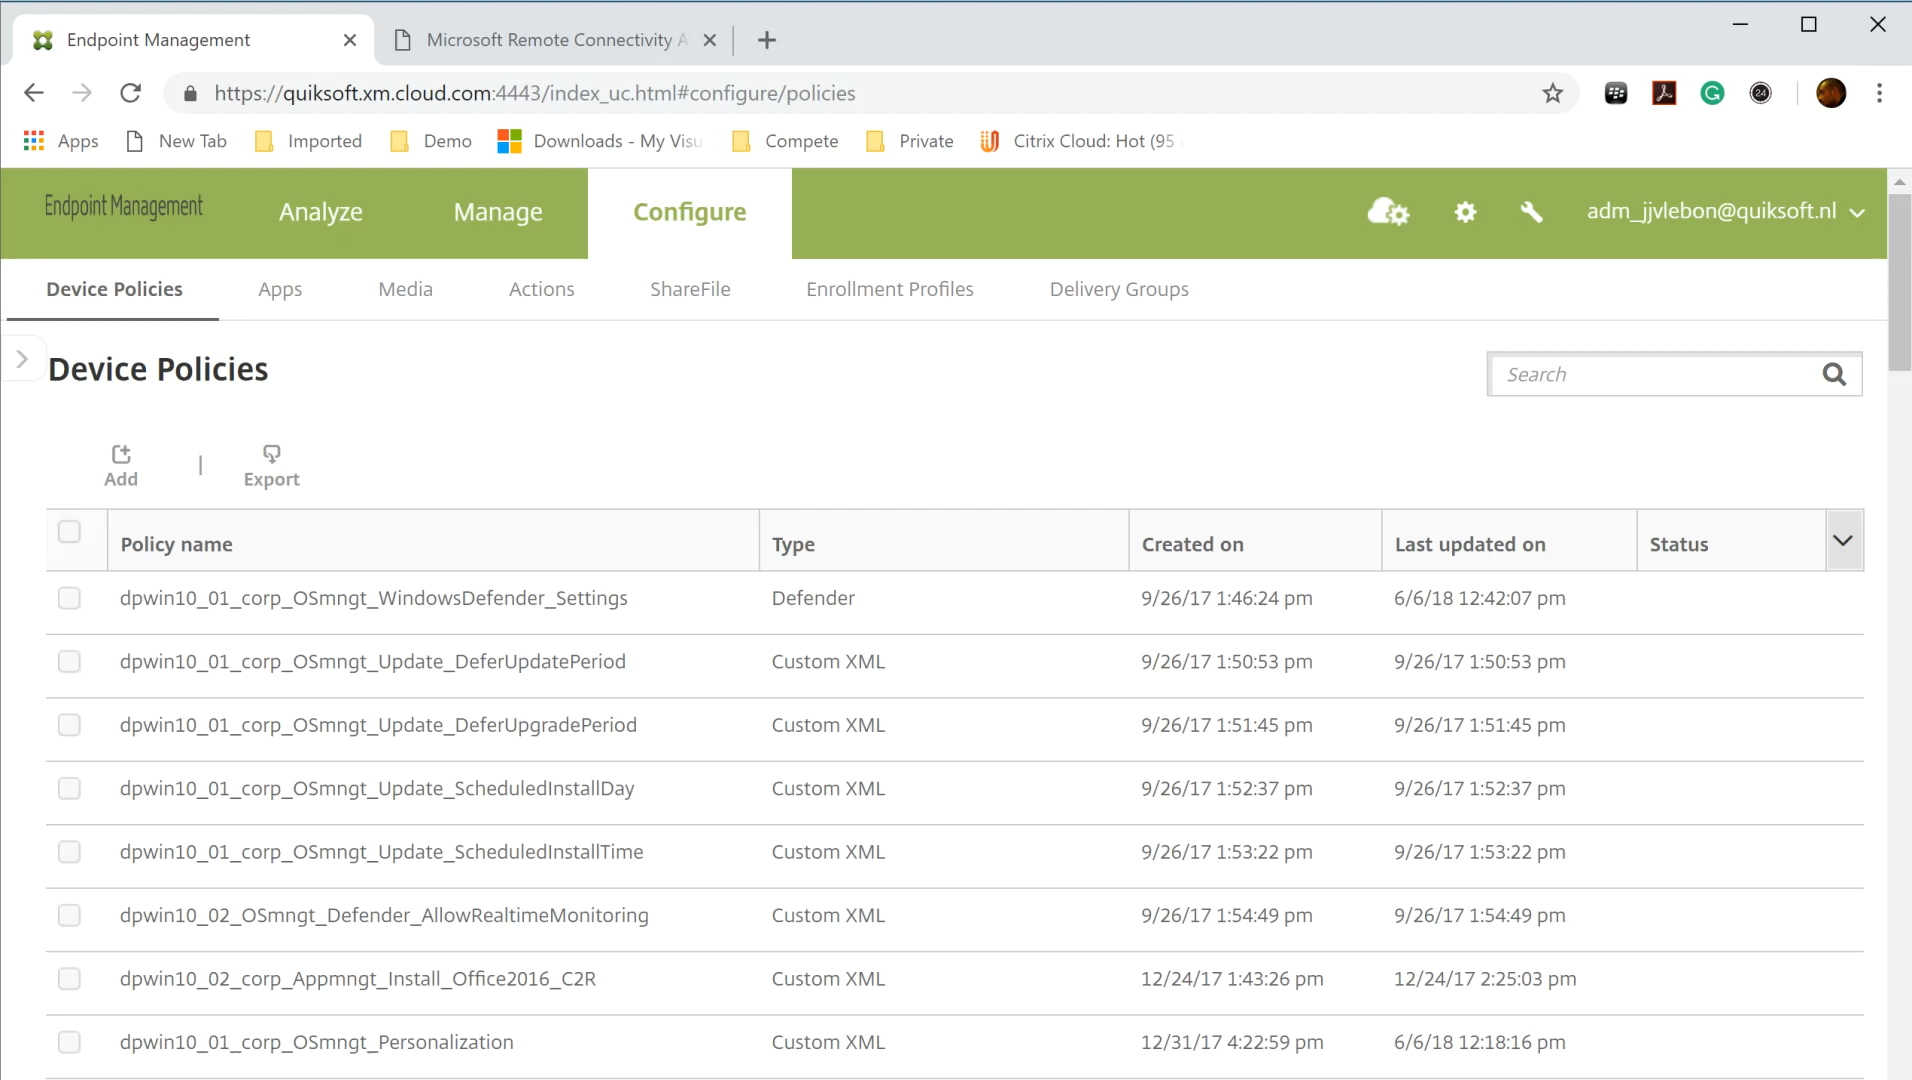 Endpoint Management
Microsoft Remote Connectivity A
https://quiksoft.xm.cloud.com:4443/index_uc.html#configure/policies
24
Apps
New Tab
Imported
Demo
Downloads - My Visu
Compete
Private
Citrix Cloud: Hot (95
Endpoint Management
Analyze
Manage
Configure
adm_jjvlebon@quiksoft.nl
Device Policies
Apps
Media
Actions
ShareFile
Enrollment Profiles
Delivery Groups
Device Policies
Search
Add
|
Export
Policy name Type Created on Last updated on Status
dpwin10_01_corp_OSmngt_WindowsDefender_Settings Defender 9/26/17 1:46:24 pm 6/6/18 12:42:07 pm
dpwin10_01_corp_OSmngt_Update_DeferUpdatePeriod Custom XML 9/26/17 1:50:53 pm 9/26/17 1:50:53 pm
dpwin10_01_corp_OSmngt_Update_DeferUpgradePeriod Custom XML 9/26/17 1:51:45 pm 9/26/17 1:51:45 pm
dpwin10_01_corp_OSmngt_Update_ScheduledInstallDay Custom XML 9/26/17 1:52:37 pm 9/26/17 1:52:37 pm
dpwin10_01_corp_OSmngt_Update_ScheduledInstallTime Custom XML 9/26/17 1:53:22 pm 9/26/17 1:53:22 pm
dpwin10_02_OSmngt_Defender_AllowRealtimeMonitoring Custom XML 9/26/17 1:54:49 pm 9/26/17 1:54:49 pm
dpwin10_02_corp_Appmngt_Install_Office2016_C2R Custom XML 12/24/17 1:43:26 pm 12/24/17 2:25:03 pm
dpwin10_01_corp_OSmngt_Personalization Custom XML 12/31/17 4:22:59 pm 6/6/18 12:18:16 pm